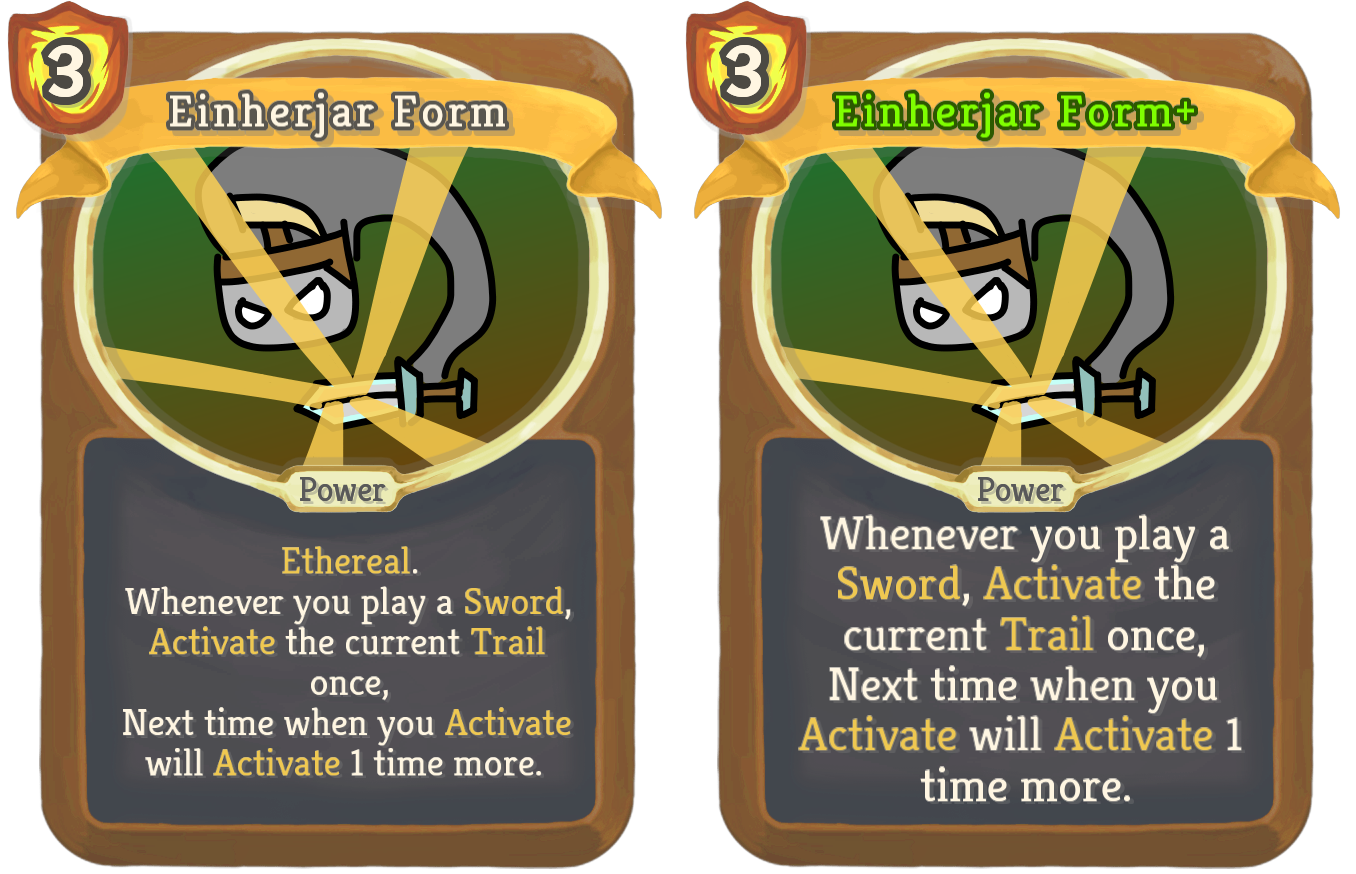 3
Einherjar Form
Power
Ethereal.
Whenever you play a Sword,
Activate the current Trail
once,
Next time when you Activate
will Activate 1 time more.
3
Einherjar Form+
Power
Whenever you play a
Sword, Activate the
current Trail once,
Next time when you
Activate will Activate 1
time more.